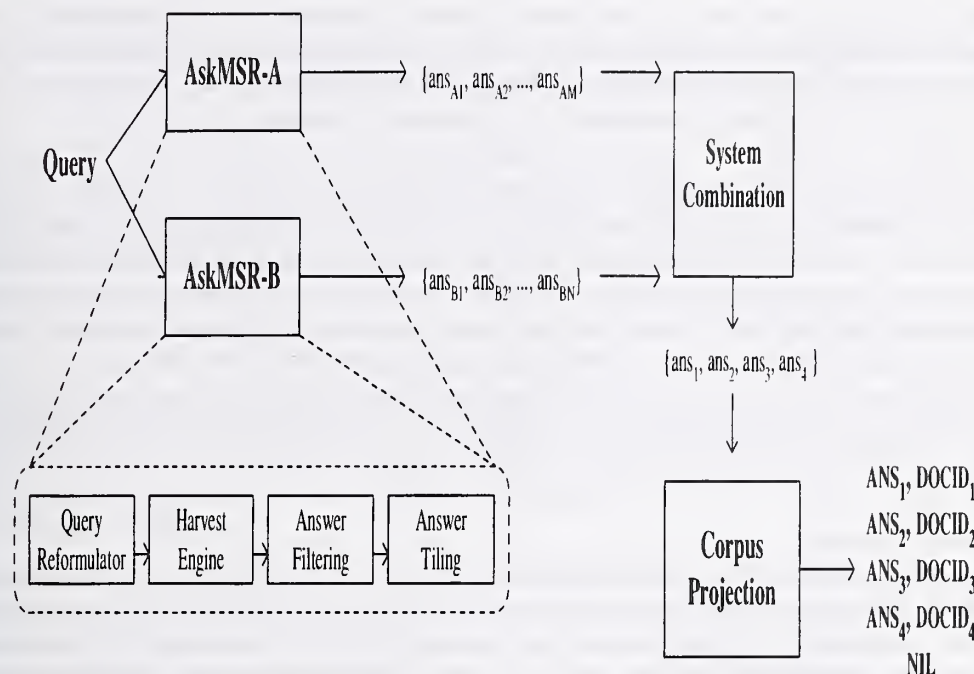 AskMSR-A
{ans_A1, ans_A2, ..., ans_AM}
System
Combination
Query
AskMSR-B
{ans_B1, ans_B2, ..., ans_BN}
{ans_1, ans_2, ans_3, ans_4 }
Query
Reformulator
Harvest
Engine
Answer
Filtering
Answer
Tiling
Corpus
Projection
ANS_1, DOCID_1
ANS_2, DOCID_2
ANS_3, DOCID_3
ANS_4, DOCID_4
NIL